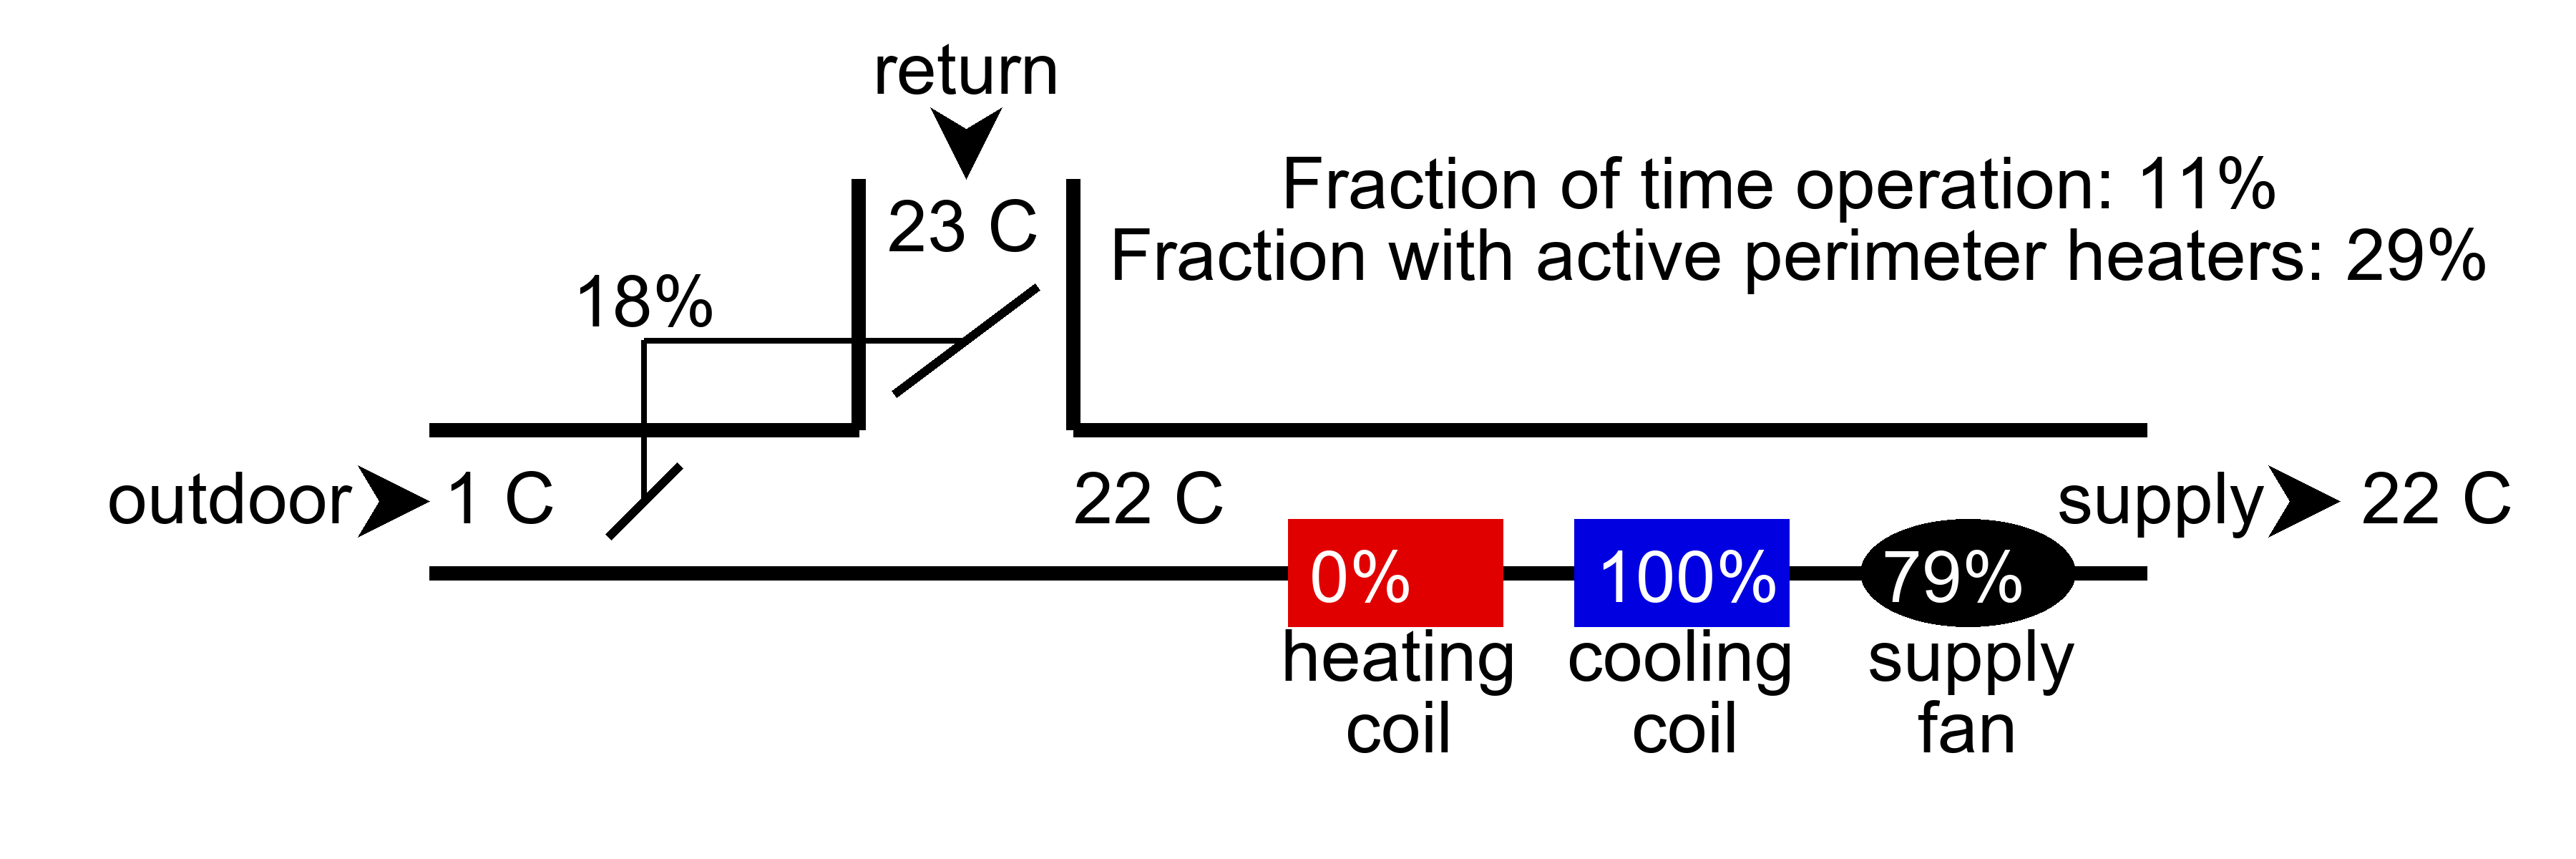 return
23 C
Fraction of time operation: 11%
Fraction with active perimeter heaters: 29%
18%
outdoor
1 C
22 C
supply
22 C
0%
100%
79%
heating
coil
cooling
coil
supply
fan